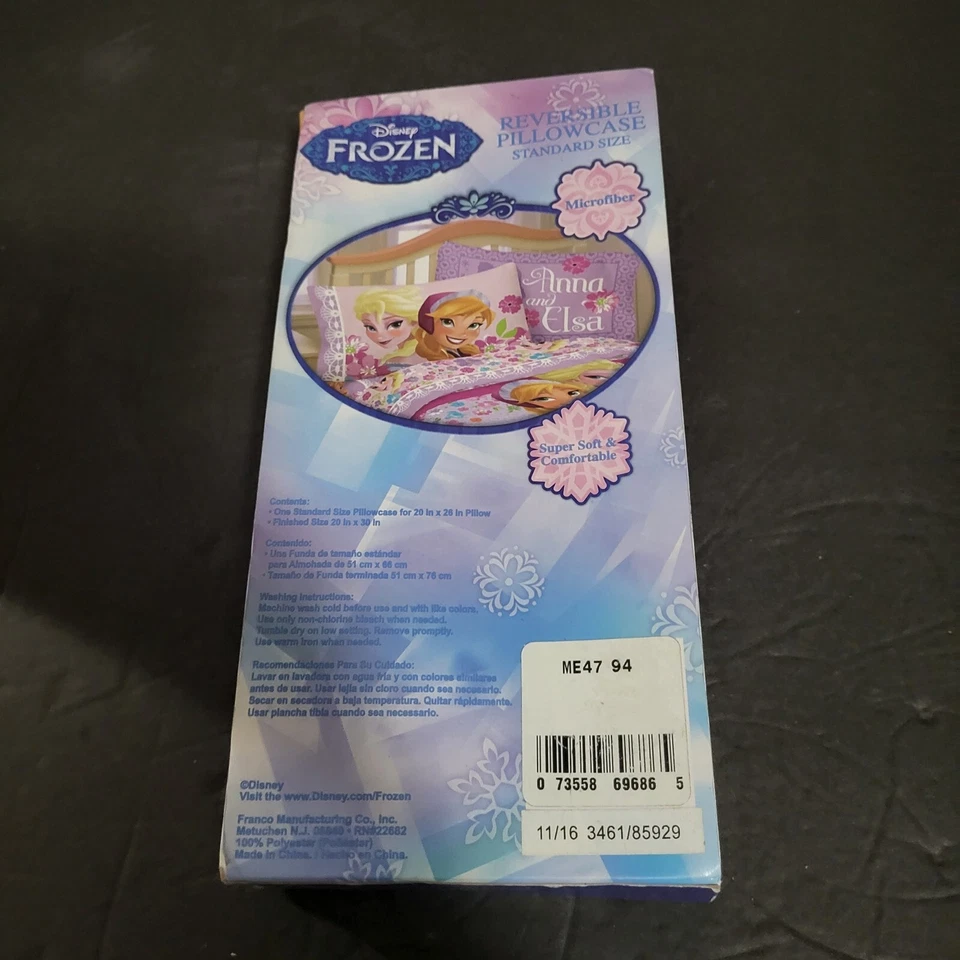 Disney
FROZEN
REVERSIBLE
PILLOWCASE
STANDARD SIZE
Microfiber
Anna
and
Elsa
Super Soft &
Comfortable
Contents:
• One Standard Size Pillowcase for 20 in x 26 in Pillow
• Finished Size 20 in x 30 in
Contenido:
• Una Funda de tamaño estándar
para Almohada de 51 cm x 66 cm
• Tamaño de Funda terminada 51 cm x 76 cm
Washing Instructions:
Machine wash cold before use and with like colors.
Use only non-chlorine bleach when needed.
Tumble dry on low setting. Remove promptly.
Use warm iron when needed.
Recomendaciones Para Su Cuidado:
Lavar en lavadora con agua fría y con colores similares
antes de usar. Usar lejía sin cloro cuando sea necesario.
Secar en secadora a baja temperatura. Quitar rápidamente.
Usar plancha tibia cuando sea necesario.
©Disney
Visit the www.Disney.com/Frozen
Franco Manufacturing Co., Inc.
Metuchen N.J. 08840 • RN#22682
100% Polyester (Poliester)
Made in China. / Hecho en China.
ME47 94
0 73558 69686 5
11/16 3461/85929